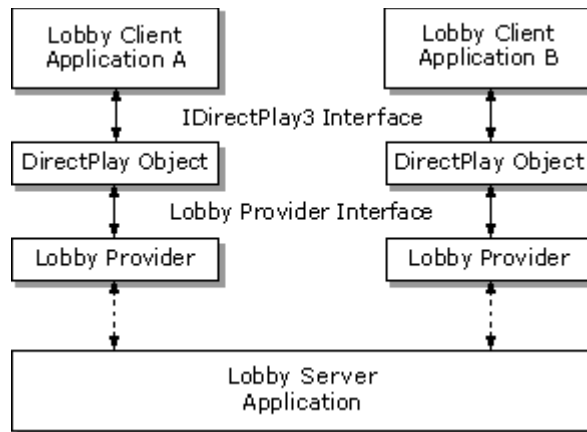 Lobby Client
Application A
Lobby Client
Application B
IDirectPlay3 Interface
DirectPlay Object
DirectPlay Object
Lobby Provider Interface
Lobby Provider
Lobby Provider
Lobby Server
Application